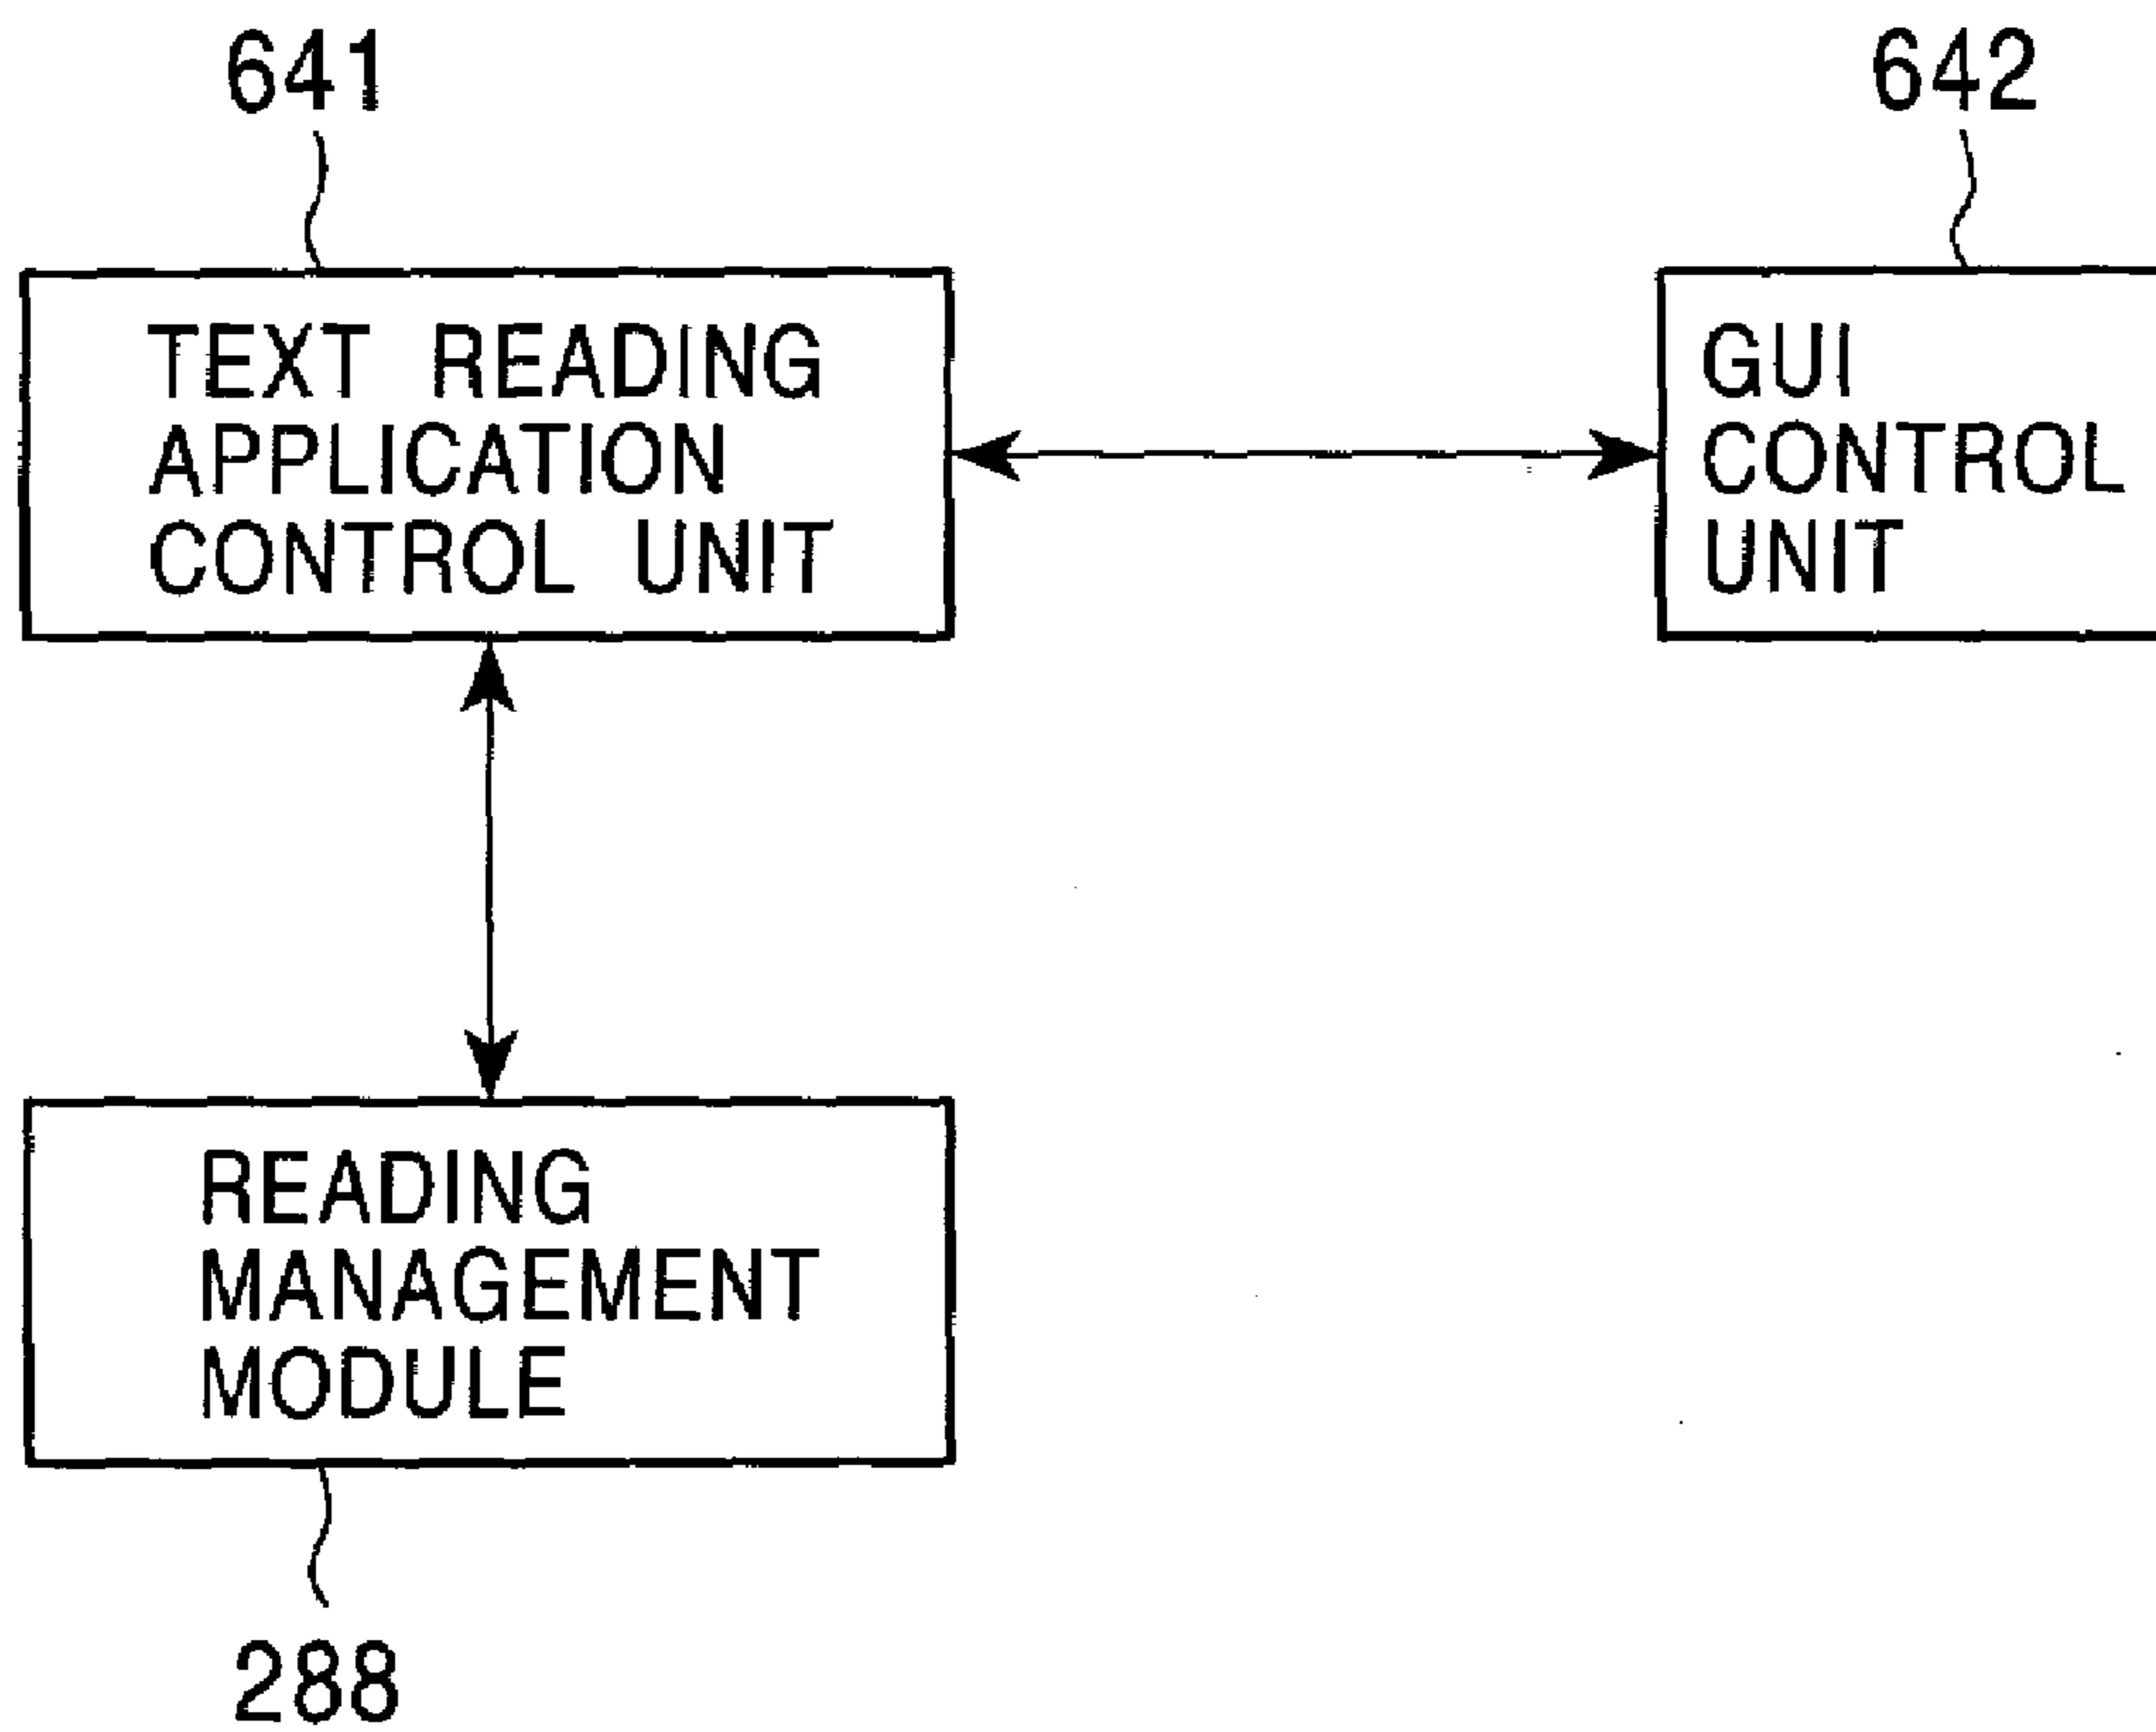 641
642
TEXT READING
APPLICATION
CONTROL UNIT
GUI
CONTROL
UNIT
READING
MANAGEMENT
MODULE
288